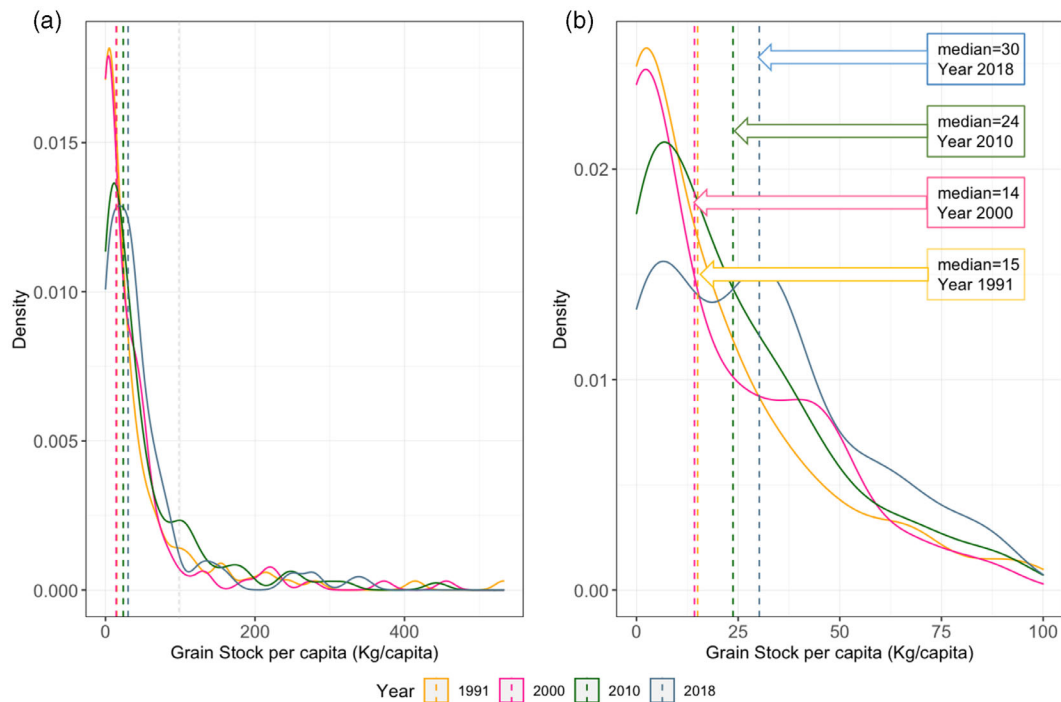 (a)
(b)
0.015
0.010
0.005
0.000
Density
0
200
400
Grain Stock per capita (Kg/capita)
0.02
0.01
0.00
Density
0
25
50
75
100
Grain Stock per capita (Kg/capita)
median=30
Year 2018
median=24
Year 2010
median=14
Year 2000
median=15
Year 1991
Year 1991 2000 2010 2018